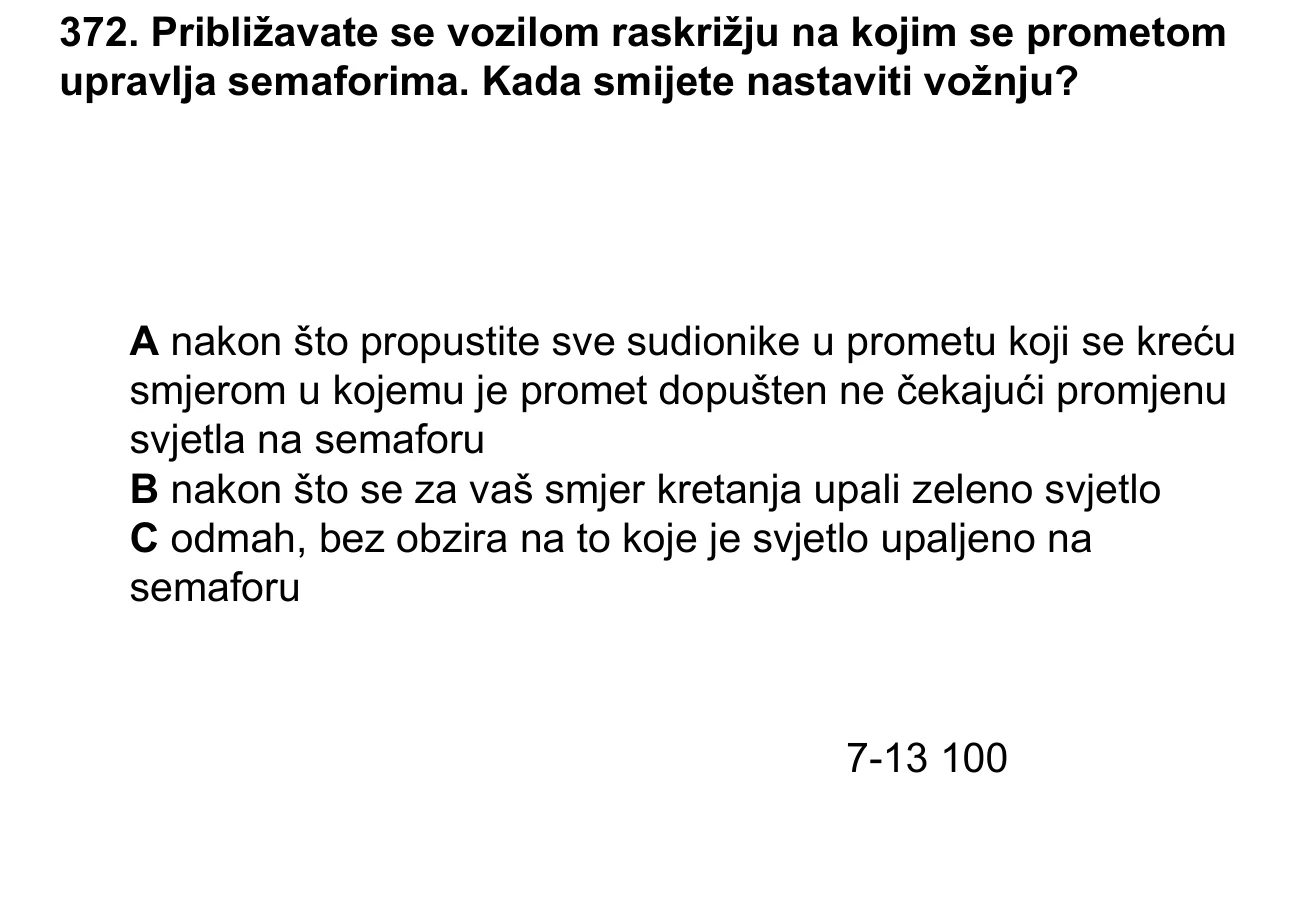 372. Približavate se vozilom raskrižju na kojim se prometom
upravlja semaforima. Kada smijete nastaviti vožnju?
A nakon što propustite sve sudionike u prometu koji se kreću
smjerom u kojemu je promet dopušten ne čekajući promjenu
svjetla na semaforu
B nakon što se za vaš smjer kretanja upali zeleno svjetlo
C odmah, bez obzira na to koje je svjetlo upaljeno na
semaforu
7-13 100